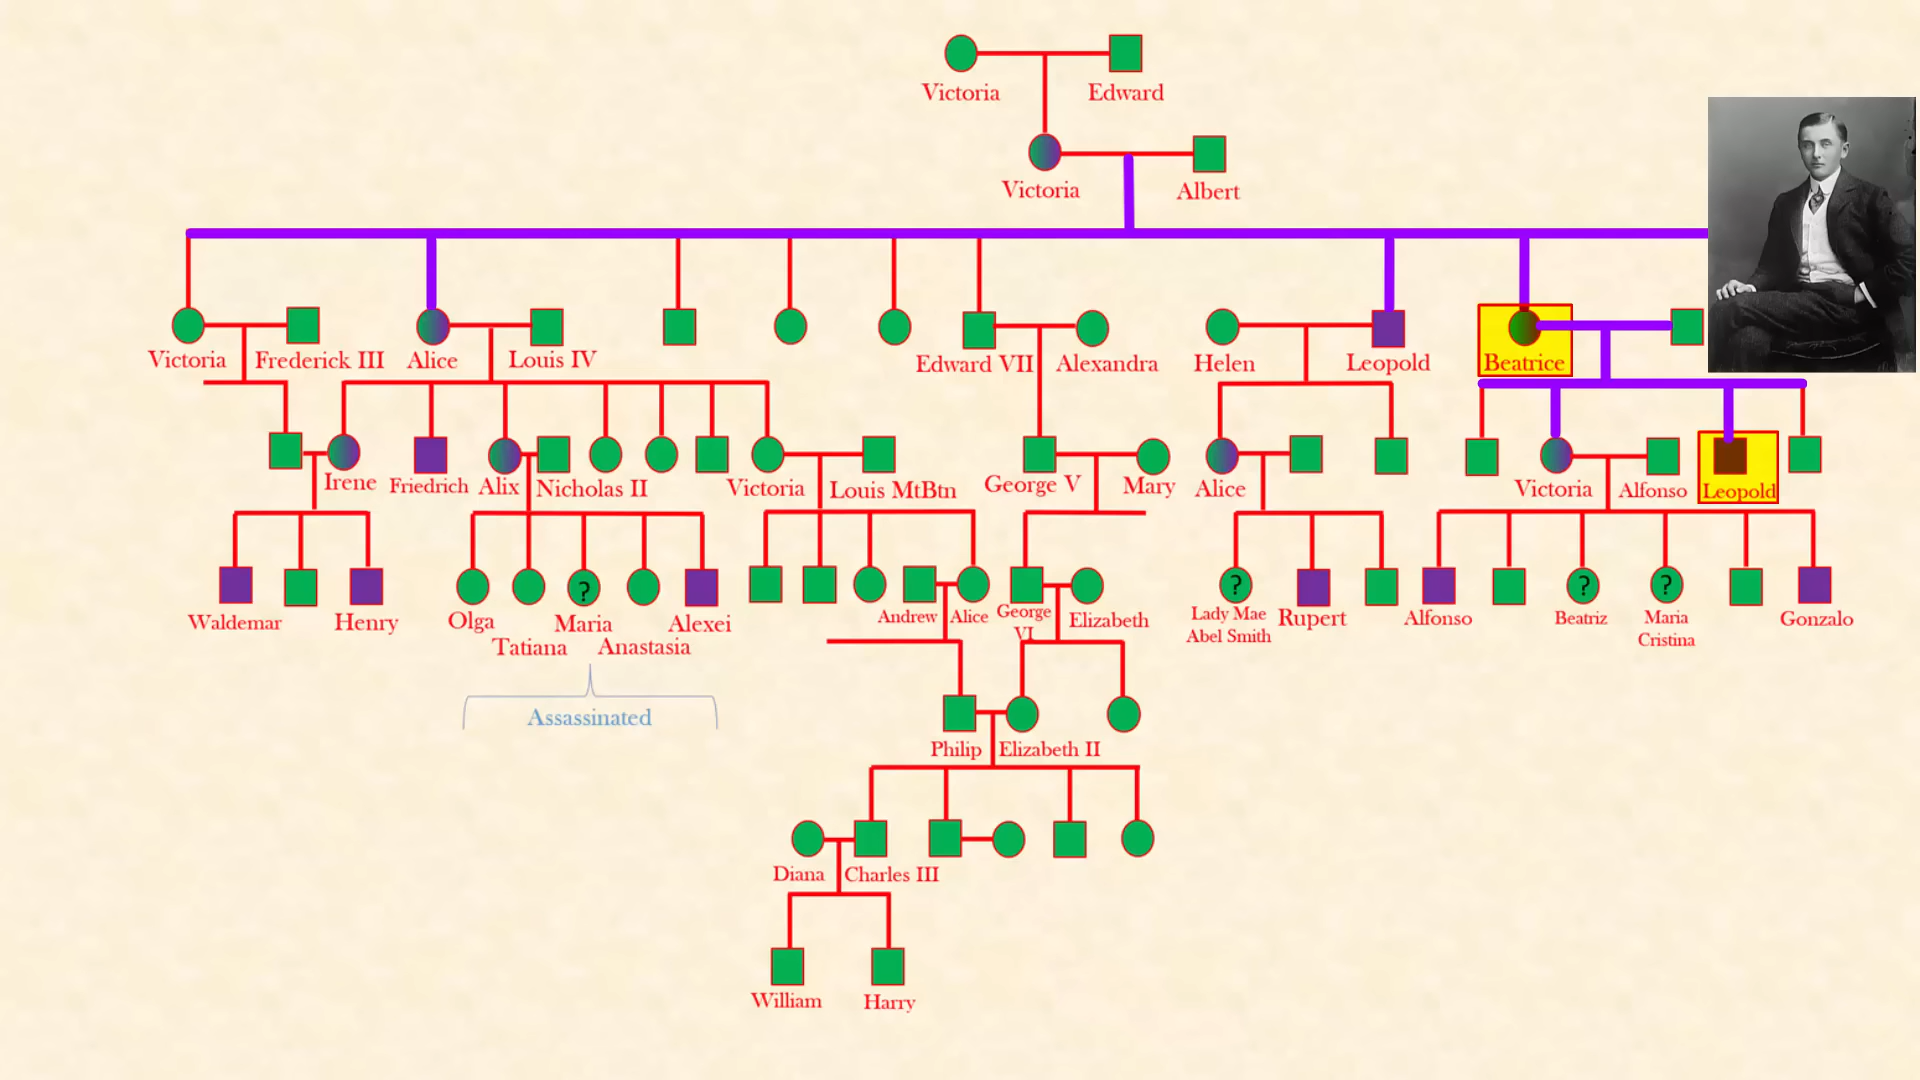 Victoria
Edward
Victoria
Albert
Victoria
Frederick III
Alice
Louis IV
Edward VII
Alexandra
Helen
Leopold
Beatrice
Irene
Friedrich
Alix
Nicholas II
Victoria
Louis MtBtn
George V
Mary
Alice
Victoria
Alfonso
Leopold
?
?
?
?
Waldemar
Henry
Olga
Tatiana
Maria
Anastasia
Alexei
Andrew
Alice
George
VI
Elizabeth
Lady Mae
Abel Smith
Rupert
Alfonso
Beatriz
Maria
Cristina
Gonzalo
Assassinated
Philip
Elizabeth II
Diana
Charles III
William
Harry